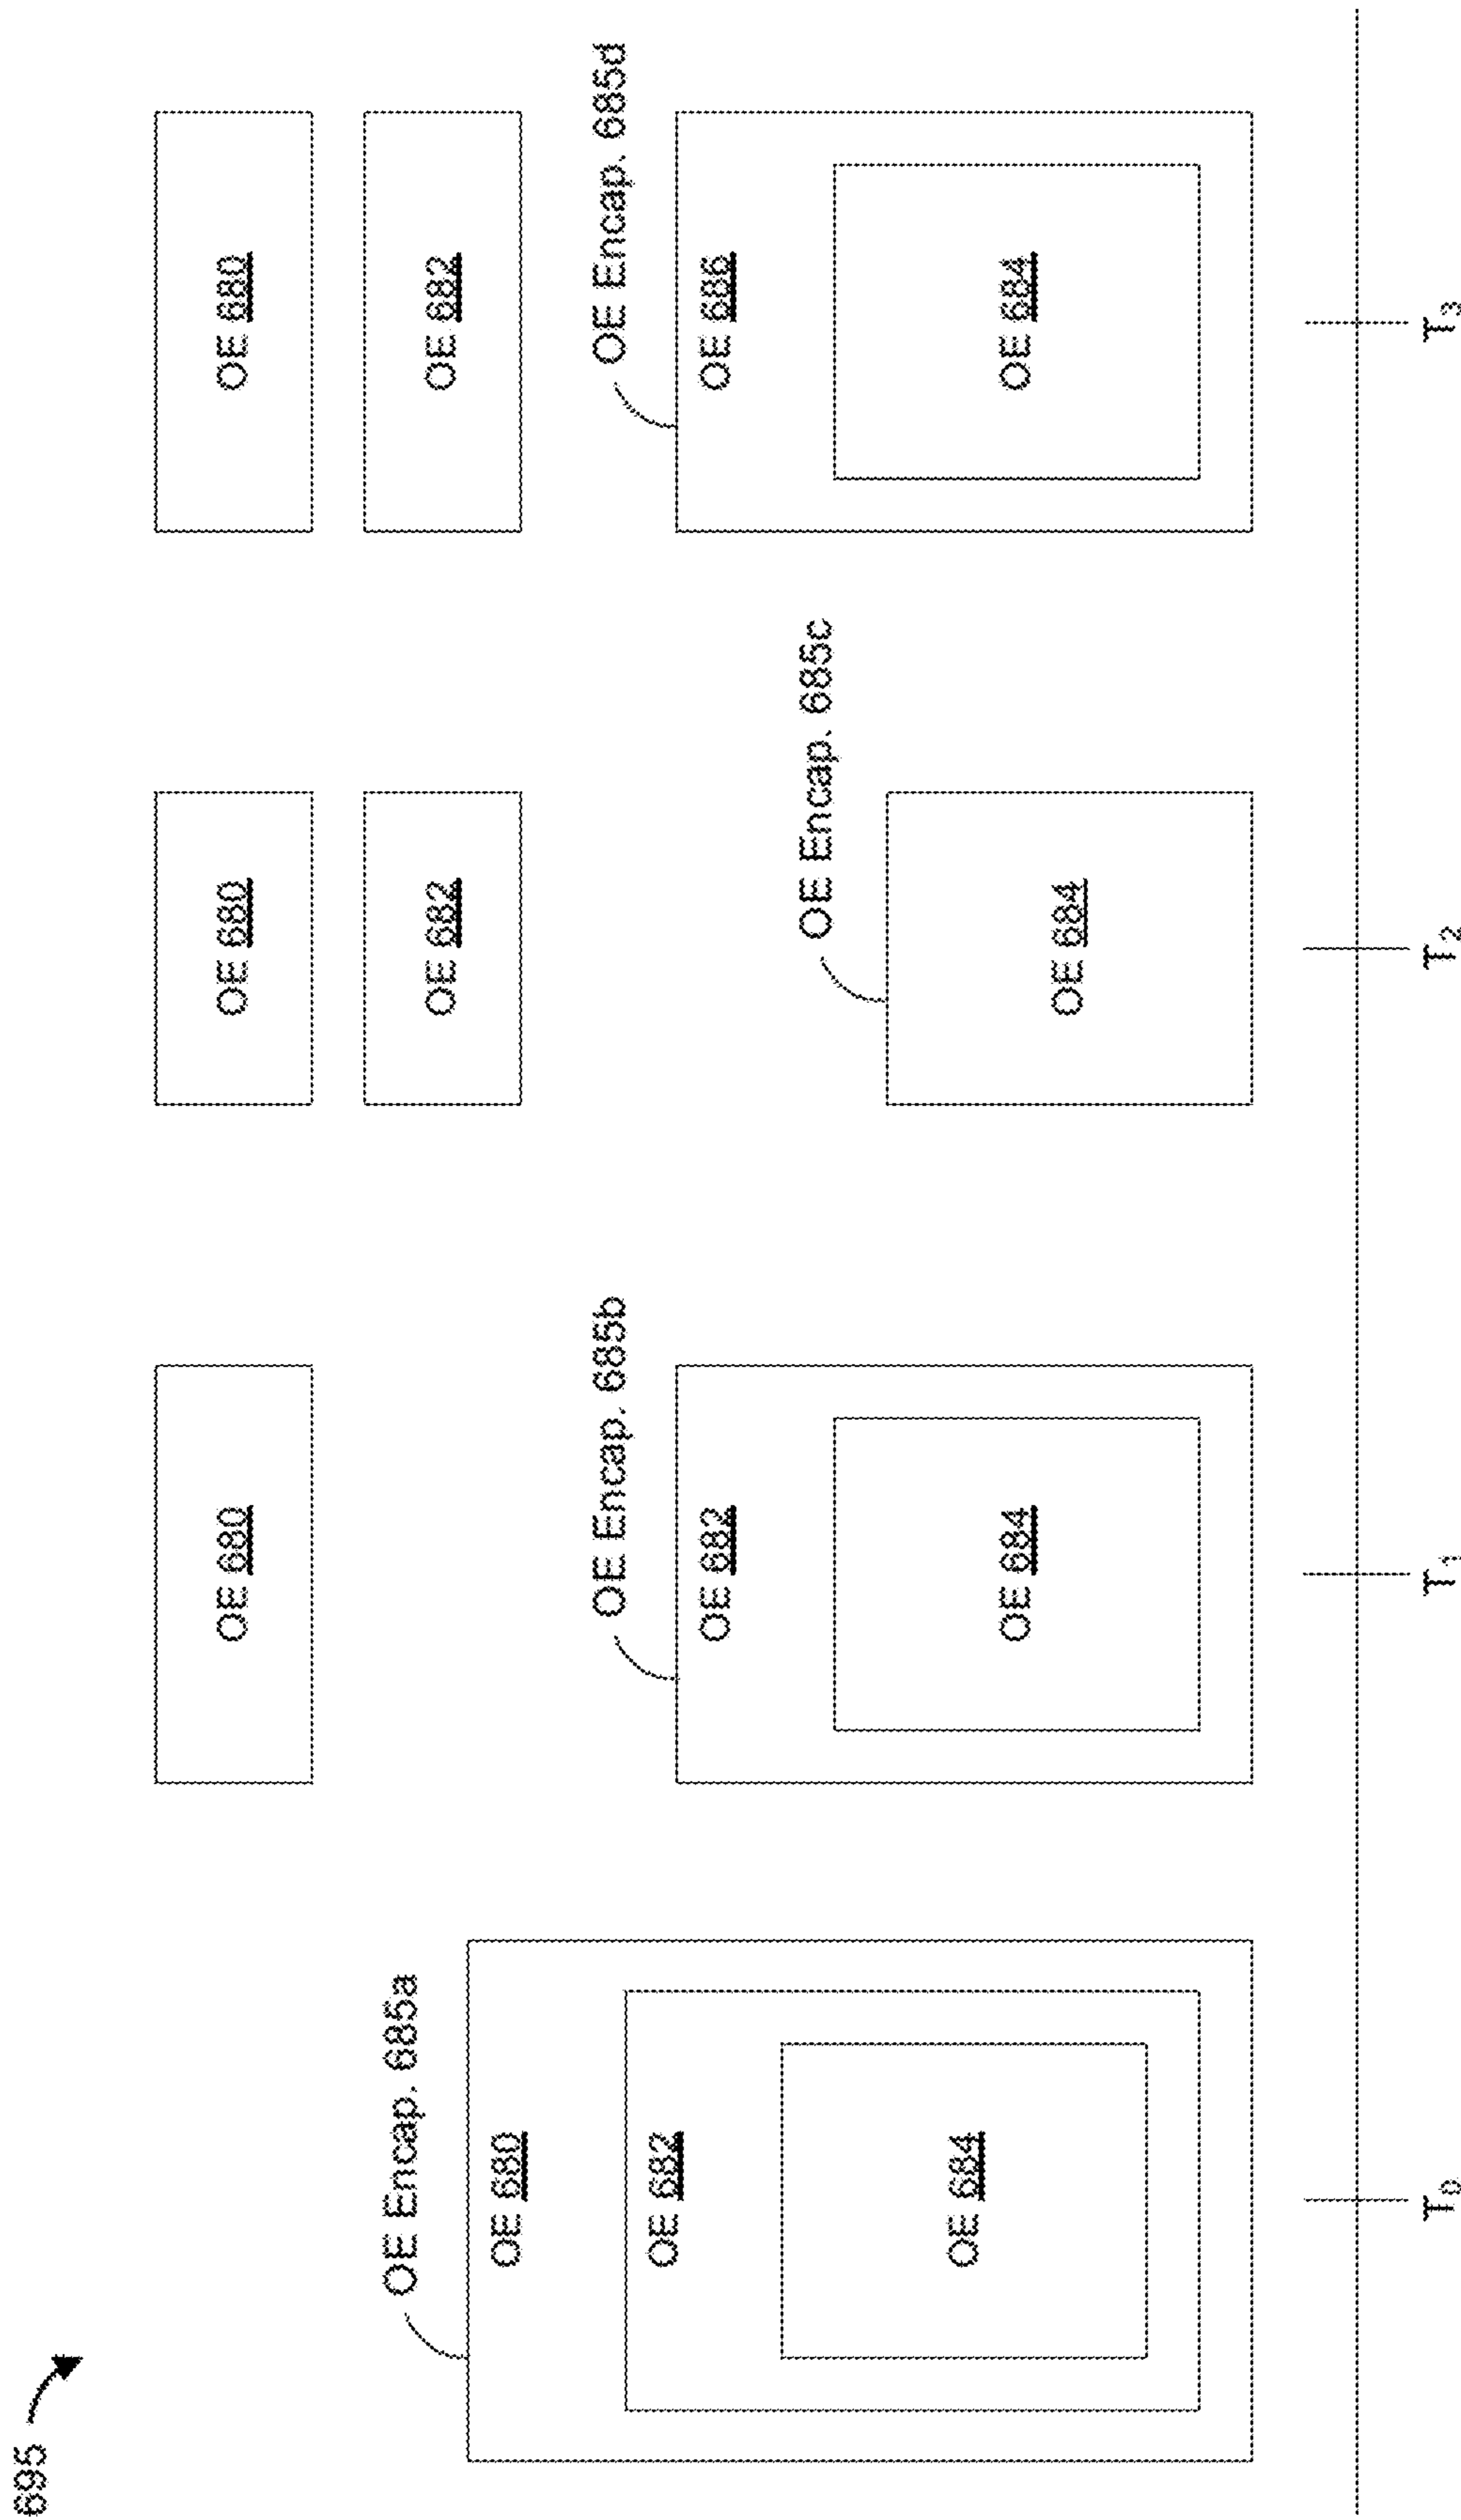 695
OE Encap. 685a
OE 680
OE 682
OE 684
T0
OE 680
OE Encap. 685b
OE 682
OE 684
T1
OE 680
OE 682
OE Encap. 685c
OE 684
T2
OE 680
OE 682
OE Encap. 685d
OE 686
OE 684
T3